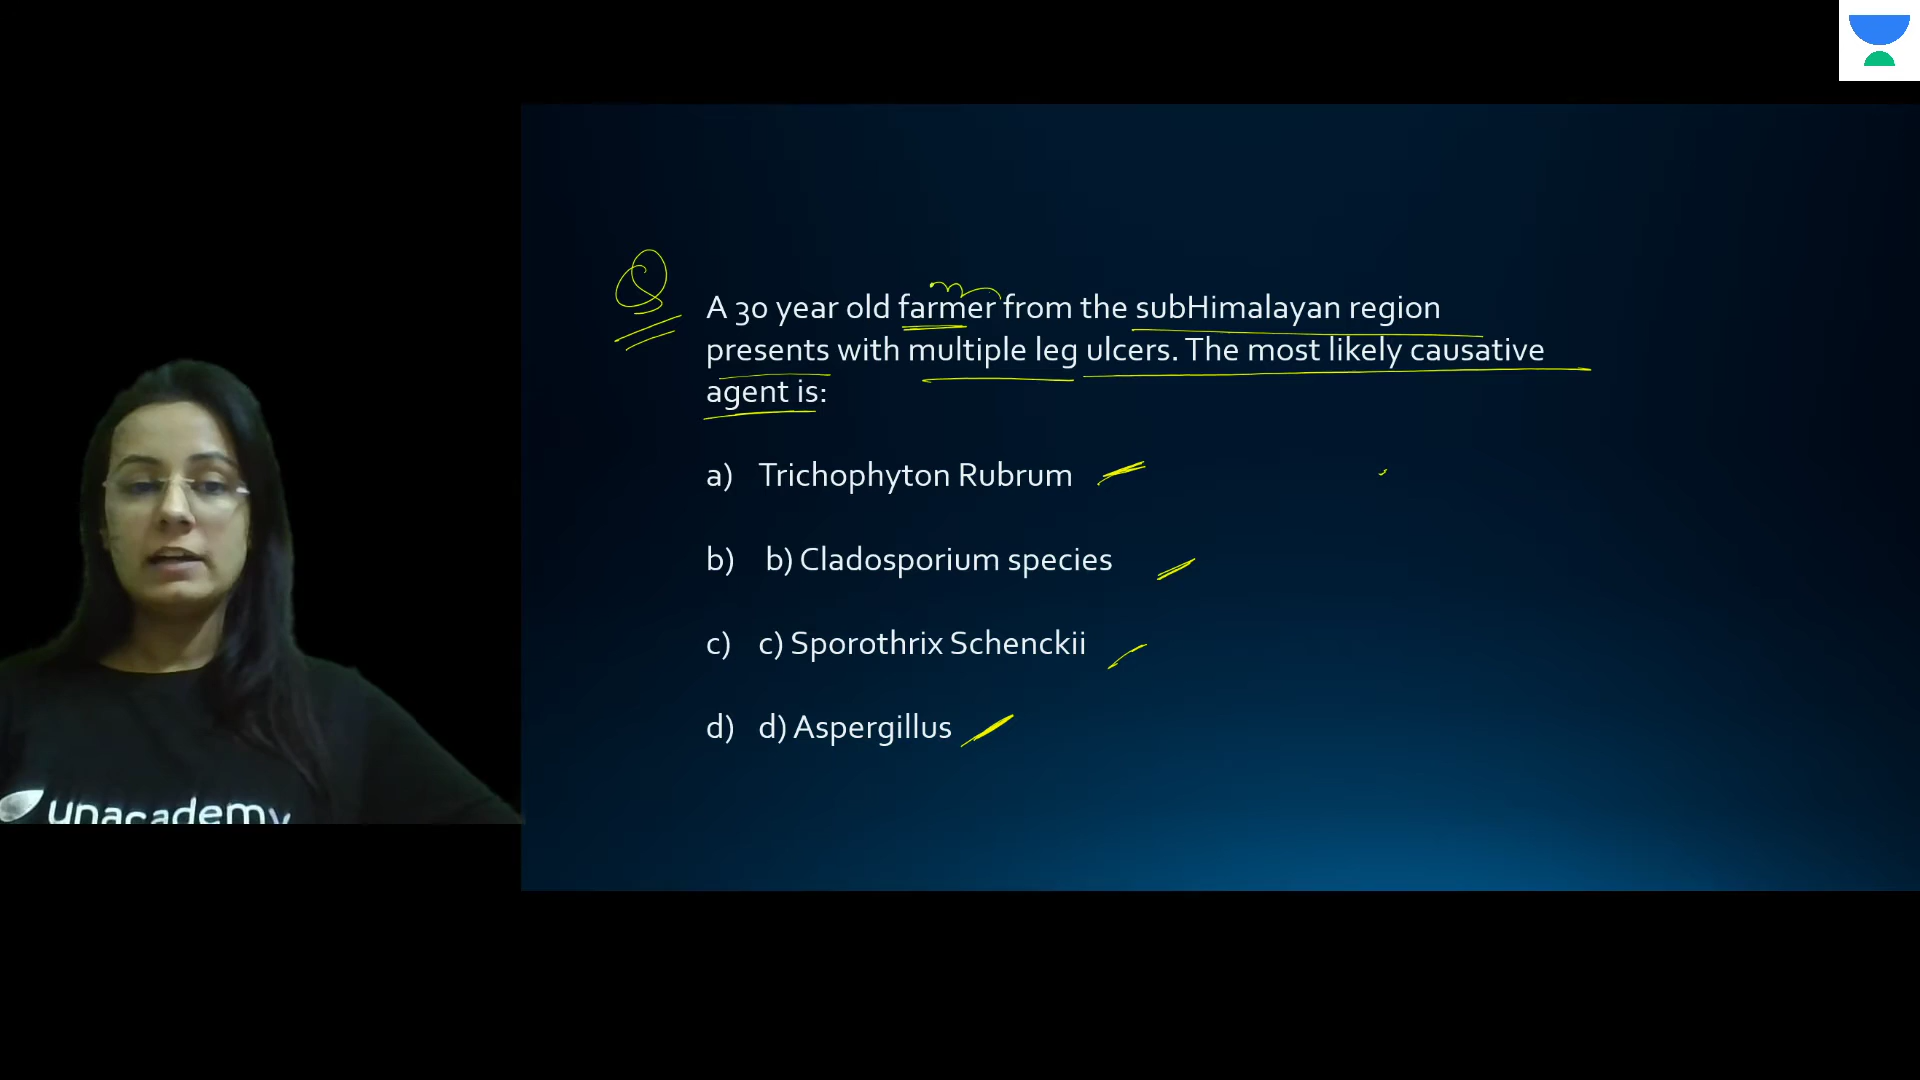 Q
A 30 year old farmer from the subHimalayan region
presents with multiple leg ulcers. The most likely causative
agent is:
a) Trichophyton Rubrum
b) b) Cladosporium species
c) c) Sporothrix Schenckii
d) d) Aspergillus
unacademy